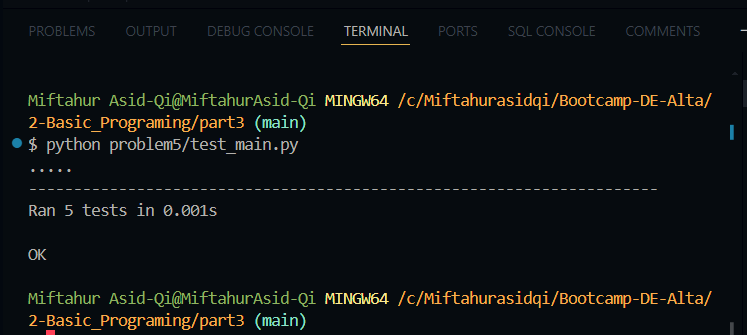 PROBLEMS OUTPUT DEBUG CONSOLE TERMINAL PORTS SQL CONSOLE COMMENTS
Miftahur Asid-Qi@MiftahurAsid-Qi MINGW64 /c/Miftahurasidqi/Bootcamp-DE-Alta/
2-Basic_Programing/part3 (main)
$ python problem5/test_main.py
.....
----------------------------------------------------------------------
Ran 5 tests in 0.001s
OK
Miftahur Asid-Qi@MiftahurAsid-Qi MINGW64 /c/Miftahurasidqi/Bootcamp-DE-Alta/
2-Basic_Programing/part3 (main)